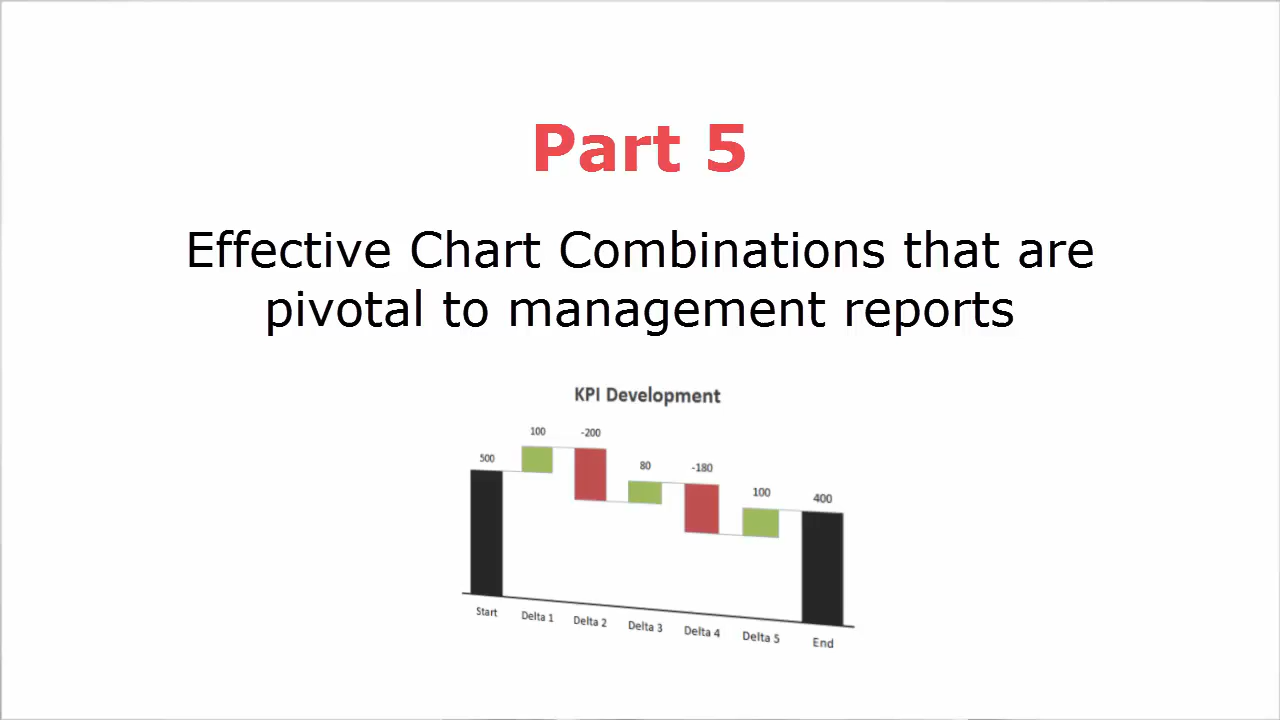 Part 5
Effective Chart Combinations that are
pivotal to management reports
KPI Development
500
100
-200
80
-180
100
400
Start
Delta 1
Delta 2
Delta 3
Delta 4
Delta 5
End